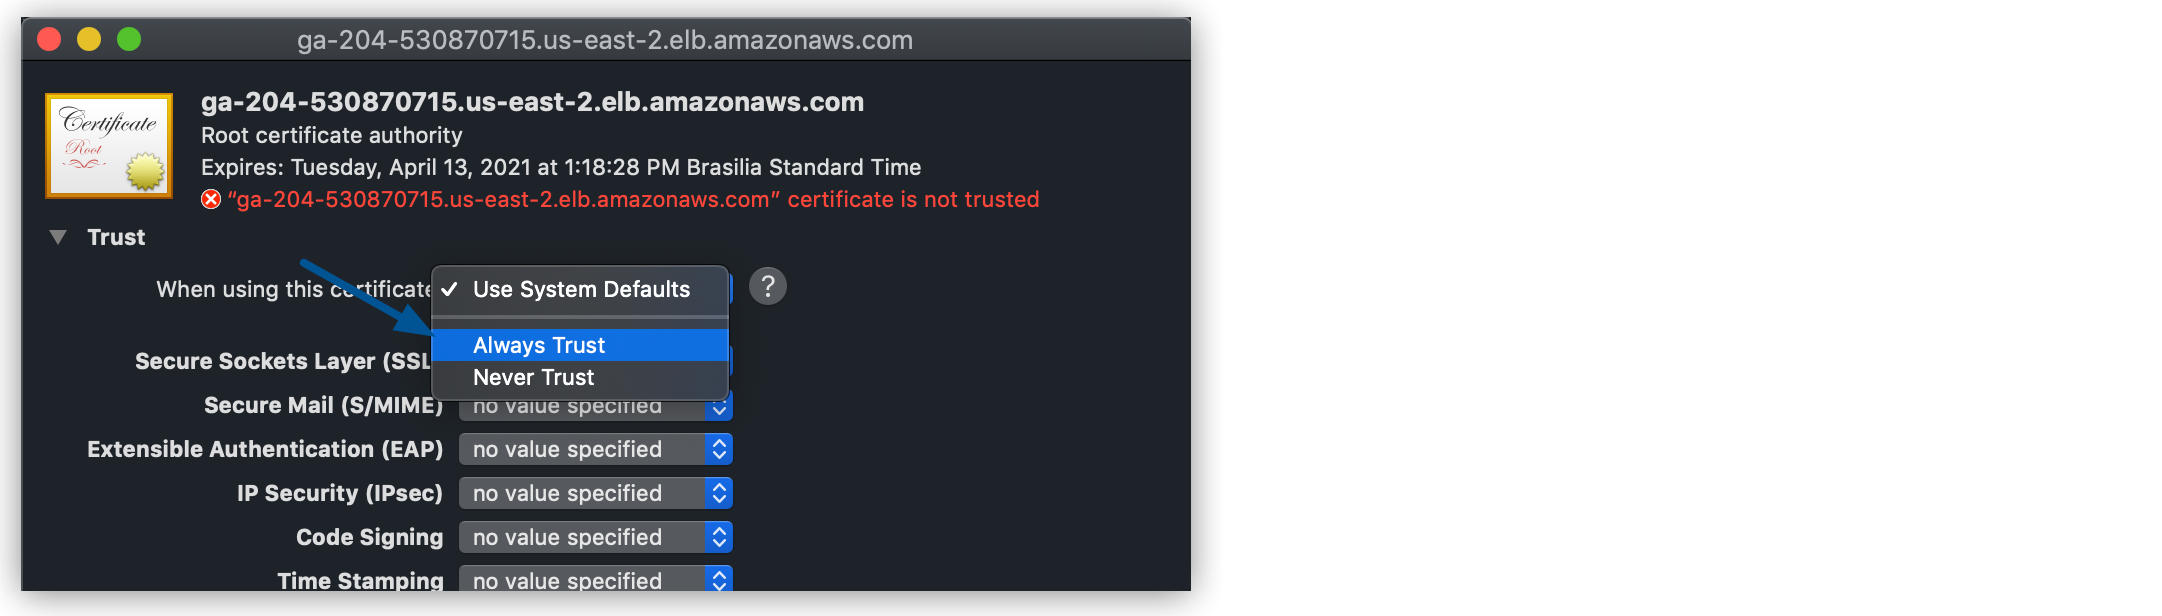 ga-204-530870715.us-east-2.elb.amazonaws.com
Certificate
Root
ga-204-530870715.us-east-2.elb.amazonaws.com
Root certificate authority
Expires: Tuesday, April 13, 2021 at 1:18:28 PM Brasilia Standard Time
“ga-204-530870715.us-east-2.elb.amazonaws.com” certificate is not trusted
Trust
When using this certificate ✓ Use System Defaults ?
Always Trust
Secure Sockets Layer (SSL
Never Trust
Secure Mail (S/MIME) no value specified
Extensible Authentication (EAP) no value specified
IP Security (IPsec) no value specified
Code Signing no value specified
Time Stamping no value specified